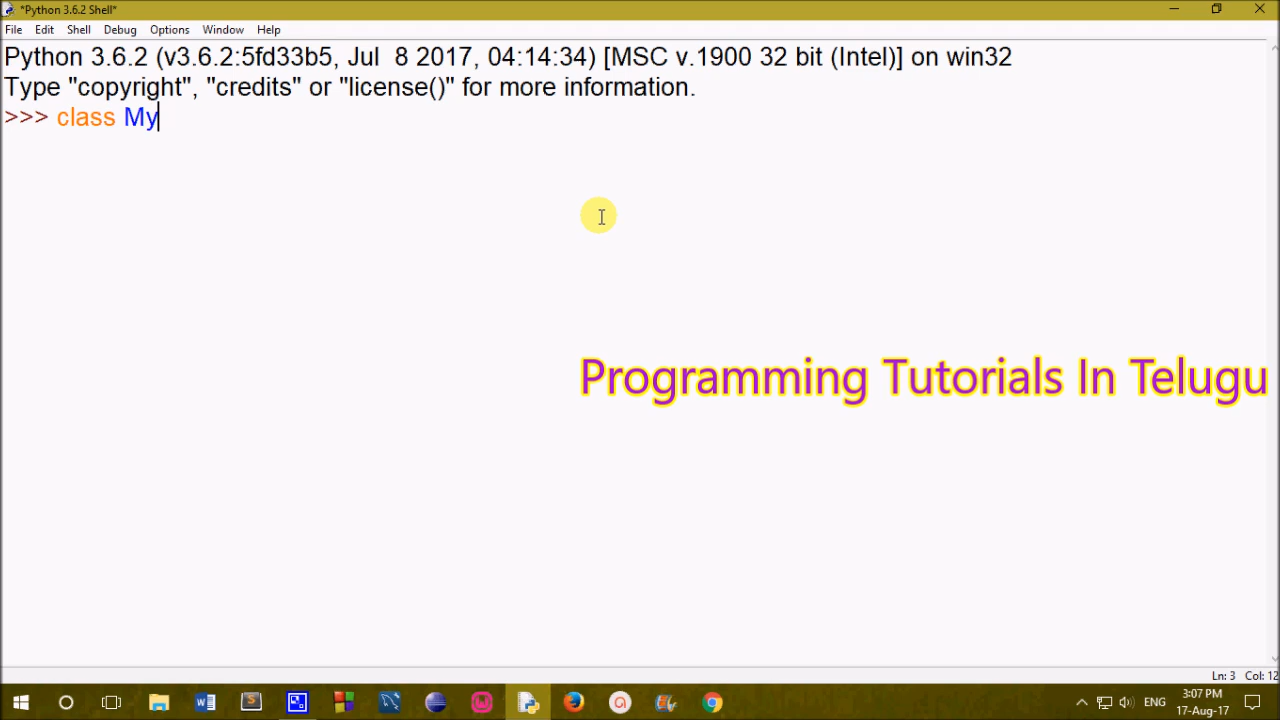 *Python 3.6.2 Shell*
File Edit Shell Debug Options Window Help
Python 3.6.2 (v3.6.2:5fd33b5, Jul  8 2017, 04:14:34) [MSC v.1900 32 bit (Intel)] on win32
Type "copyright", "credits" or "license()" for more information.
>>> class My
Programming Tutorials In Telugu
Ln: 3 Col: 12
ENG
3:07 PM
17-Aug-17